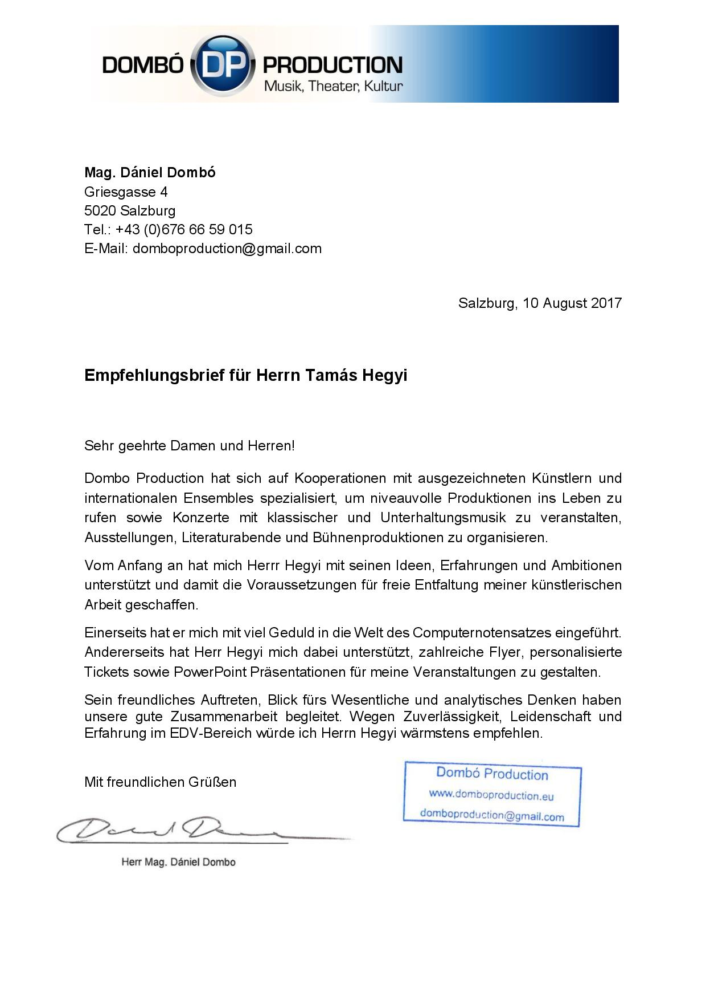 DOMBÓ DP PRODUCTION
Musik, Theater, Kultur
Mag. Dániel Dombó
Griesgasse 4
5020 Salzburg
Tel.: +43 (0)676 66 59 015
E-Mail: domboproduction@gmail.com
Salzburg, 10 August 2017
Empfehlungsbrief für Herrn Tamás Hegyi
Sehr geehrte Damen und Herren!
Dombo Production hat sich auf Kooperationen mit ausgezeichneten Künstlern und
internationalen Ensembles spezialisiert, um niveauvolle Produktionen ins Leben zu
rufen sowie Konzerte mit klassischer und Unterhaltungsmusik zu veranstalten,
Ausstellungen, Literaturabende und Bühnenproduktionen zu organisieren.
Vom Anfang an hat mich Herrr Hegyi mit seinen Ideen, Erfahrungen und Ambitionen
unterstützt und damit die Voraussetzungen für freie Entfaltung meiner künstlerischen
Arbeit geschaffen.
Einerseits hat er mich mit viel Geduld in die Welt des Computernotensatzes eingeführt.
Andererseits hat Herr Hegyi mich dabei unterstützt, zahlreiche Flyer, personalisierte
Tickets sowie PowerPoint Präsentationen für meine Veranstaltungen zu gestalten.
Sein freundliches Auftreten, Blick fürs Wesentliche und analytisches Denken haben
unsere gute Zusammenarbeit begleitet. Wegen Zuverlässigkeit, Leidenschaft und
Erfahrung im EDV-Bereich würde ich Herrn Hegyi wärmstens empfehlen.
Mit freundlichen Grüßen
Dombó Production
www.domboproduction.eu
domboproduction@gmail.com
Herr Mag. Dániel Dombo